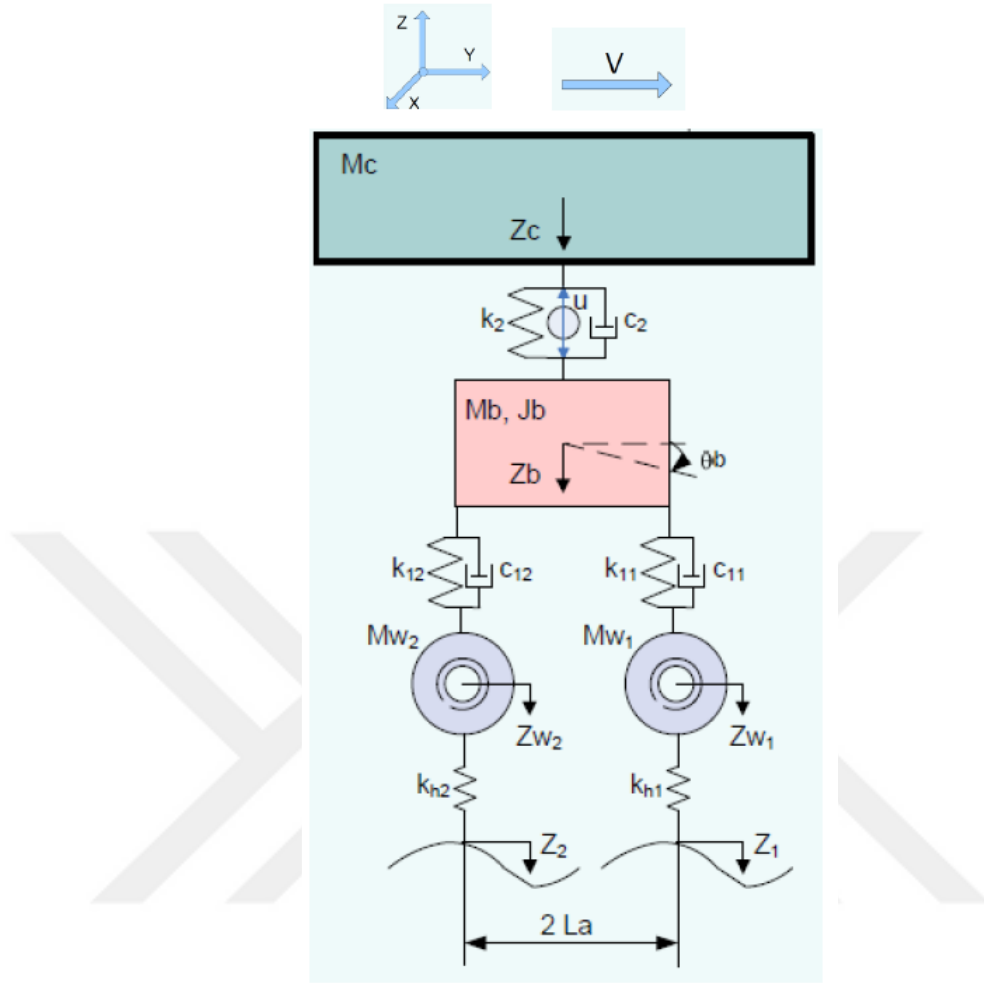 Z
Y
X
V
Mc
Zc
u
k₂
c₂
Mb, Jb
Zb
θb
k₁₂
c₁₂
k₁₁
c₁₁
Mw₂
Mw₁
Zw₂
Zw₁
kₕ₂
kₕ₁
Z₂
Z₁
2 La